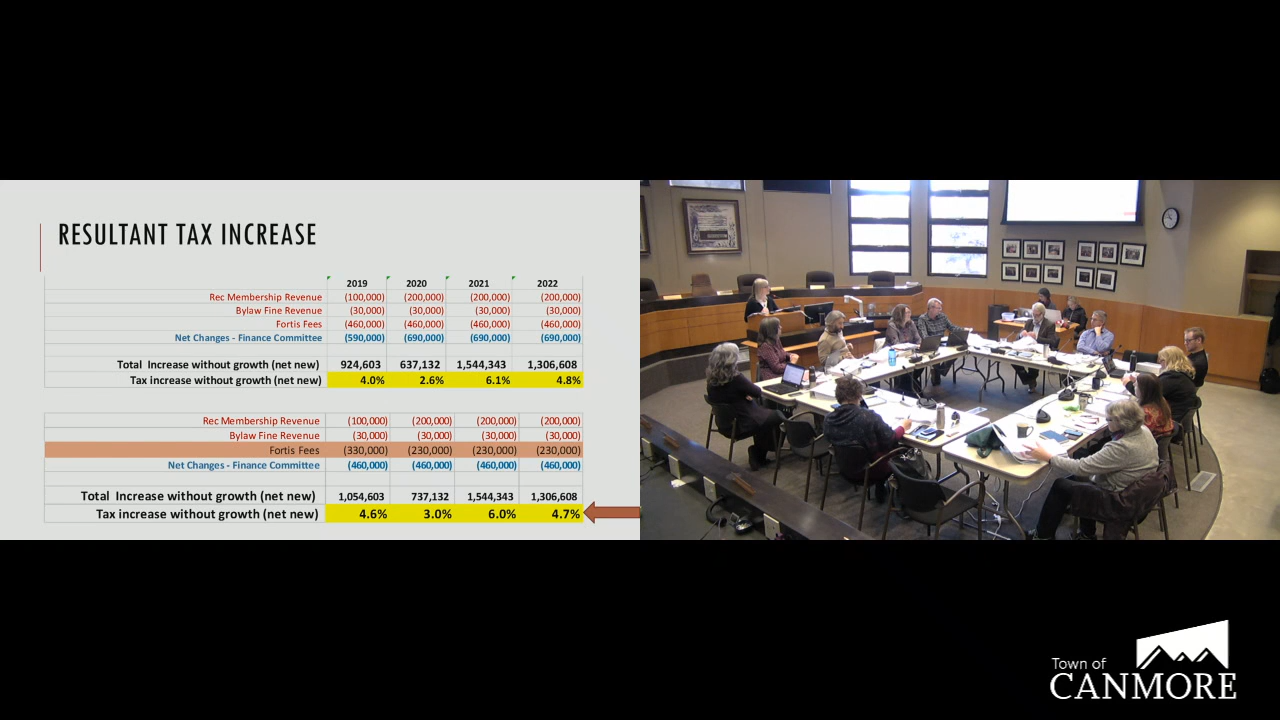 RESULTANT TAX INCREASE
2019 2020 2021 2022
Rec Membership Revenue (100,000) (200,000) (200,000) (200,000)
Bylaw Fine Revenue (30,000) (30,000) (30,000) (30,000)
Fortis Fees (460,000) (460,000) (460,000) (460,000)
Net Changes - Finance Committee (590,000) (690,000) (690,000) (690,000)
Total Increase without growth (net new) 924,603 637,132 1,544,343 1,306,608
Tax increase without growth (net new) 4.0% 2.6% 6.1% 4.8%
Rec Membership Revenue (100,000) (200,000) (200,000) (200,000)
Bylaw Fine Revenue (30,000) (30,000) (30,000) (30,000)
Fortis Fees (330,000) (230,000) (230,000) (230,000)
Net Changes - Finance Committee (460,000) (460,000) (460,000) (460,000)
Total Increase without growth (net new) 1,054,603 737,132 1,544,343 1,306,608
Tax increase without growth (net new) 4.6% 3.0% 6.0% 4.7%
Town of
CANMORE